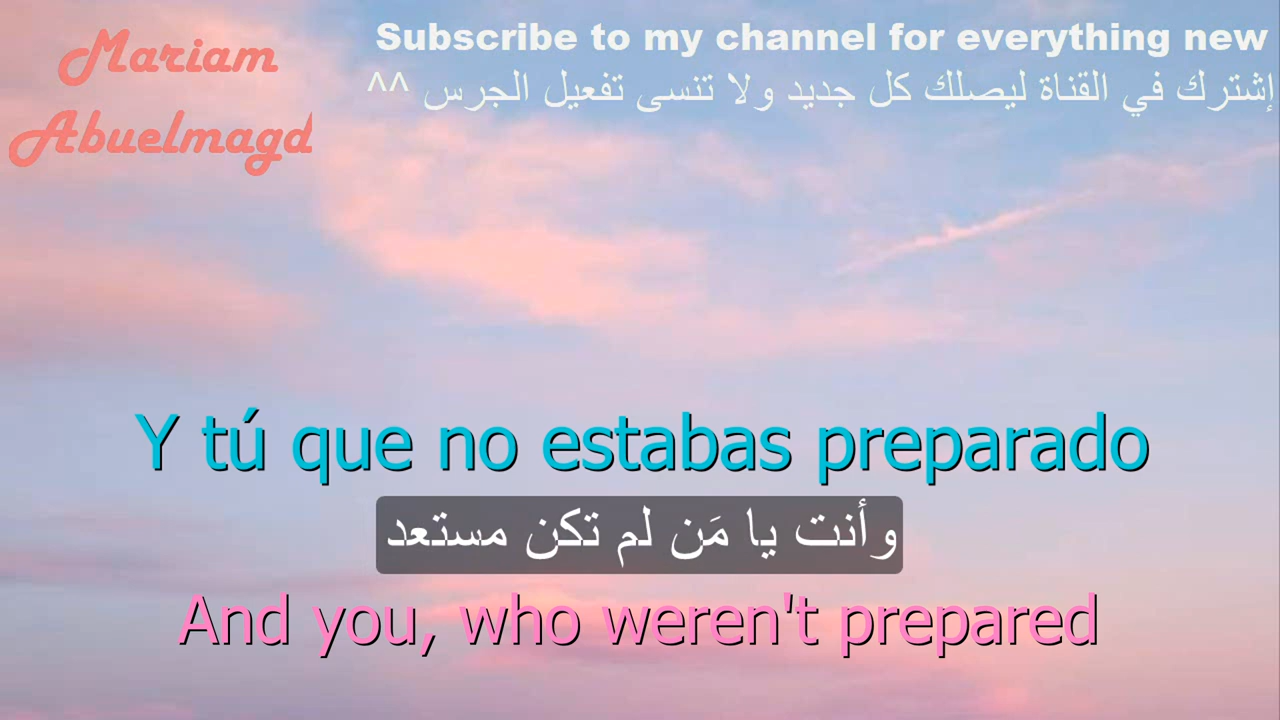 Mariam
Abuelmagd
Subscribe to my channel for everything new
إشترك في القناة ليصلك كل جديد ولا تنسى تفعيل الجرس ^^
Y tú que no estabas preparado
وأنت يا مَن لم تكن مستعد
And you, who weren't prepared